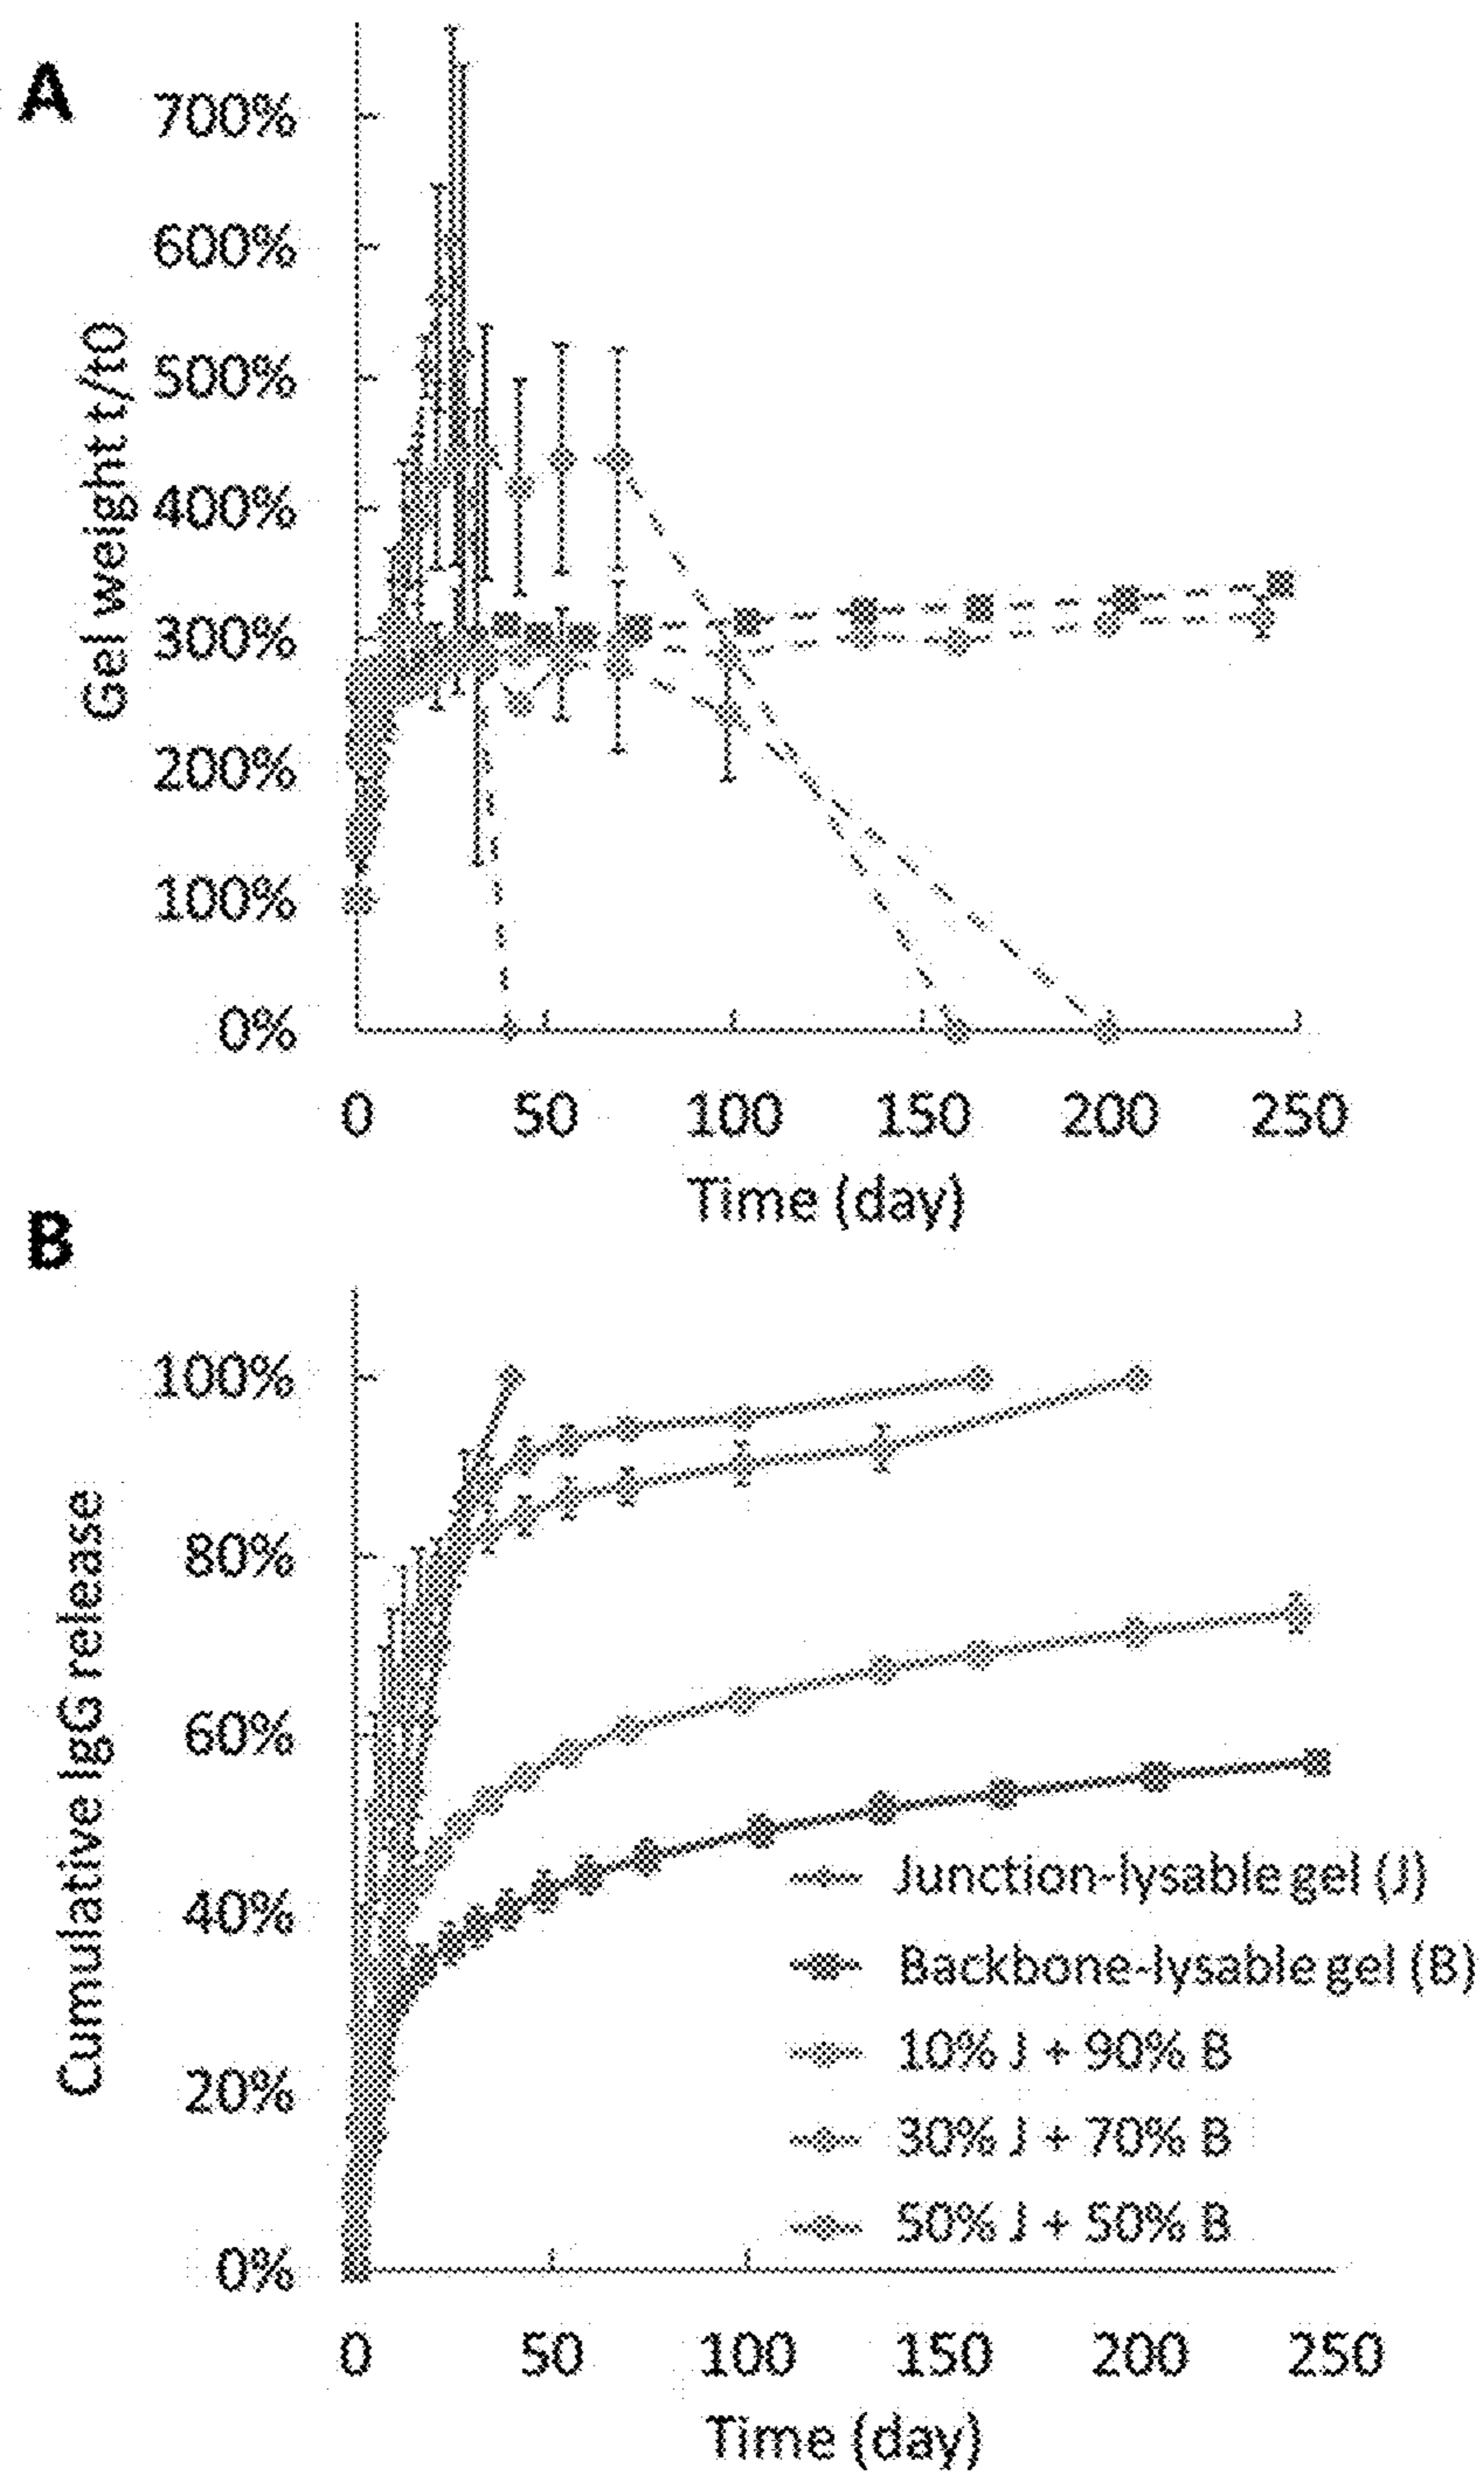 A
700%
600%
500%
400%
300%
200%
100%
0%
Gel weight t/t0
0 50 100 150 200 250
Time (day)
B
100%
80%
60%
40%
20%
0%
Cumulative IgG release
Junction-lysable gel (J)
Backbone-lysable gel (B)
10% J + 90% B
30% J + 70% B
50% J + 50% B
0 50 100 150 200 250
Time (day)